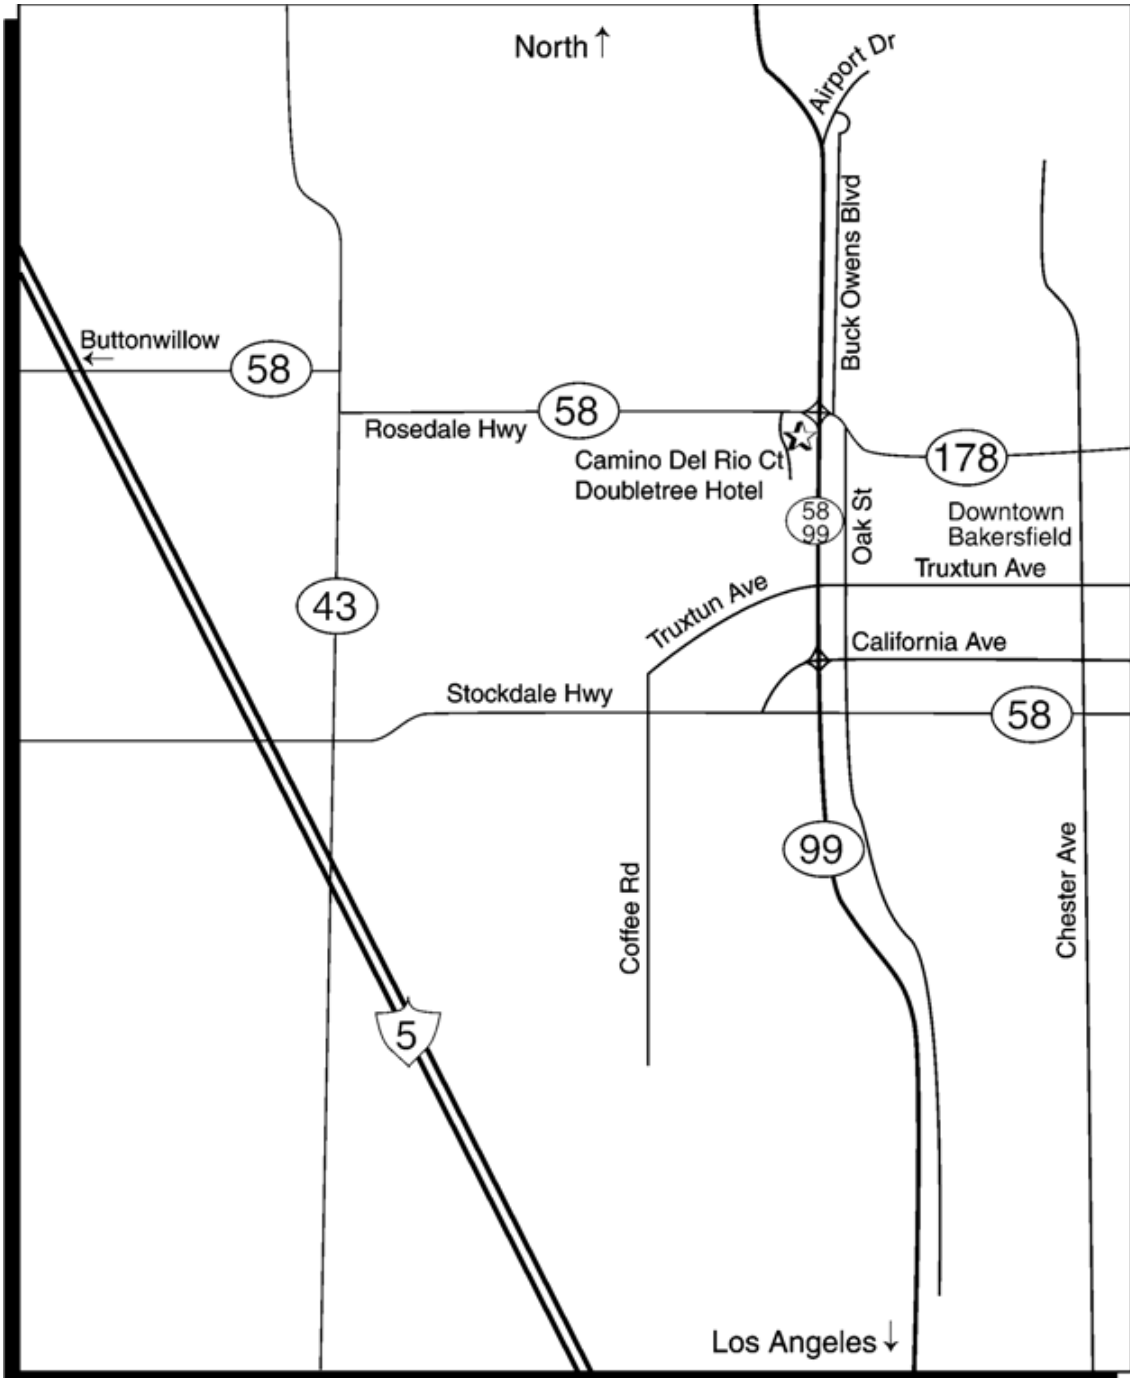 North ↑
Airport Dr
Buck Owens Blvd
Buttonwillow
←
58
58
Rosedale Hwy
178
Camino Del Rio Ct
Doubletree Hotel
58
99
Oak St
Downtown
Bakersfield
Truxtun Ave
Truxtun Ave
43
California Ave
Stockdale Hwy
58
99
Coffee Rd
Chester Ave
5
Los Angeles ↓